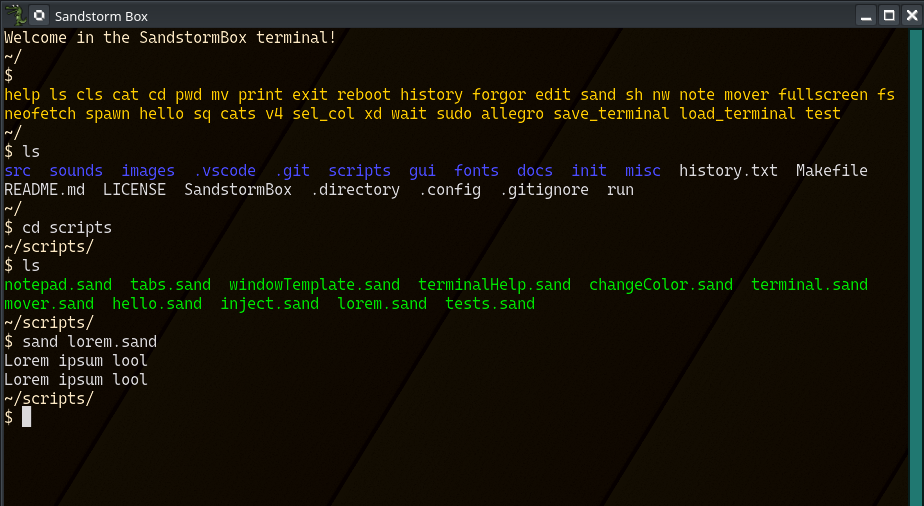 Sandstorm Box
Welcome in the SandstormBox terminal!
~/
$
help ls cls cat cd pwd mv print exit reboot history forgor edit sand sh nw note mover fullscreen fs
neofetch spawn hello sq cats v4 sel_col xd wait sudo allegro save_terminal load_terminal test
~/
$ ls
src  sounds  images  .vscode  .git  scripts  gui  fonts  docs  init  misc  history.txt  Makefile
README.md  LICENSE  SandstormBox  .directory  .config  .gitignore  run
~/
$ cd scripts
~/scripts/
$ ls
notepad.sand  tabs.sand  windowTemplate.sand  terminalHelp.sand  changeColor.sand  terminal.sand
mover.sand  hello.sand  inject.sand  lorem.sand  tests.sand
~/scripts/
$ sand lorem.sand
Lorem ipsum lool
Lorem ipsum lool
~/scripts/
$